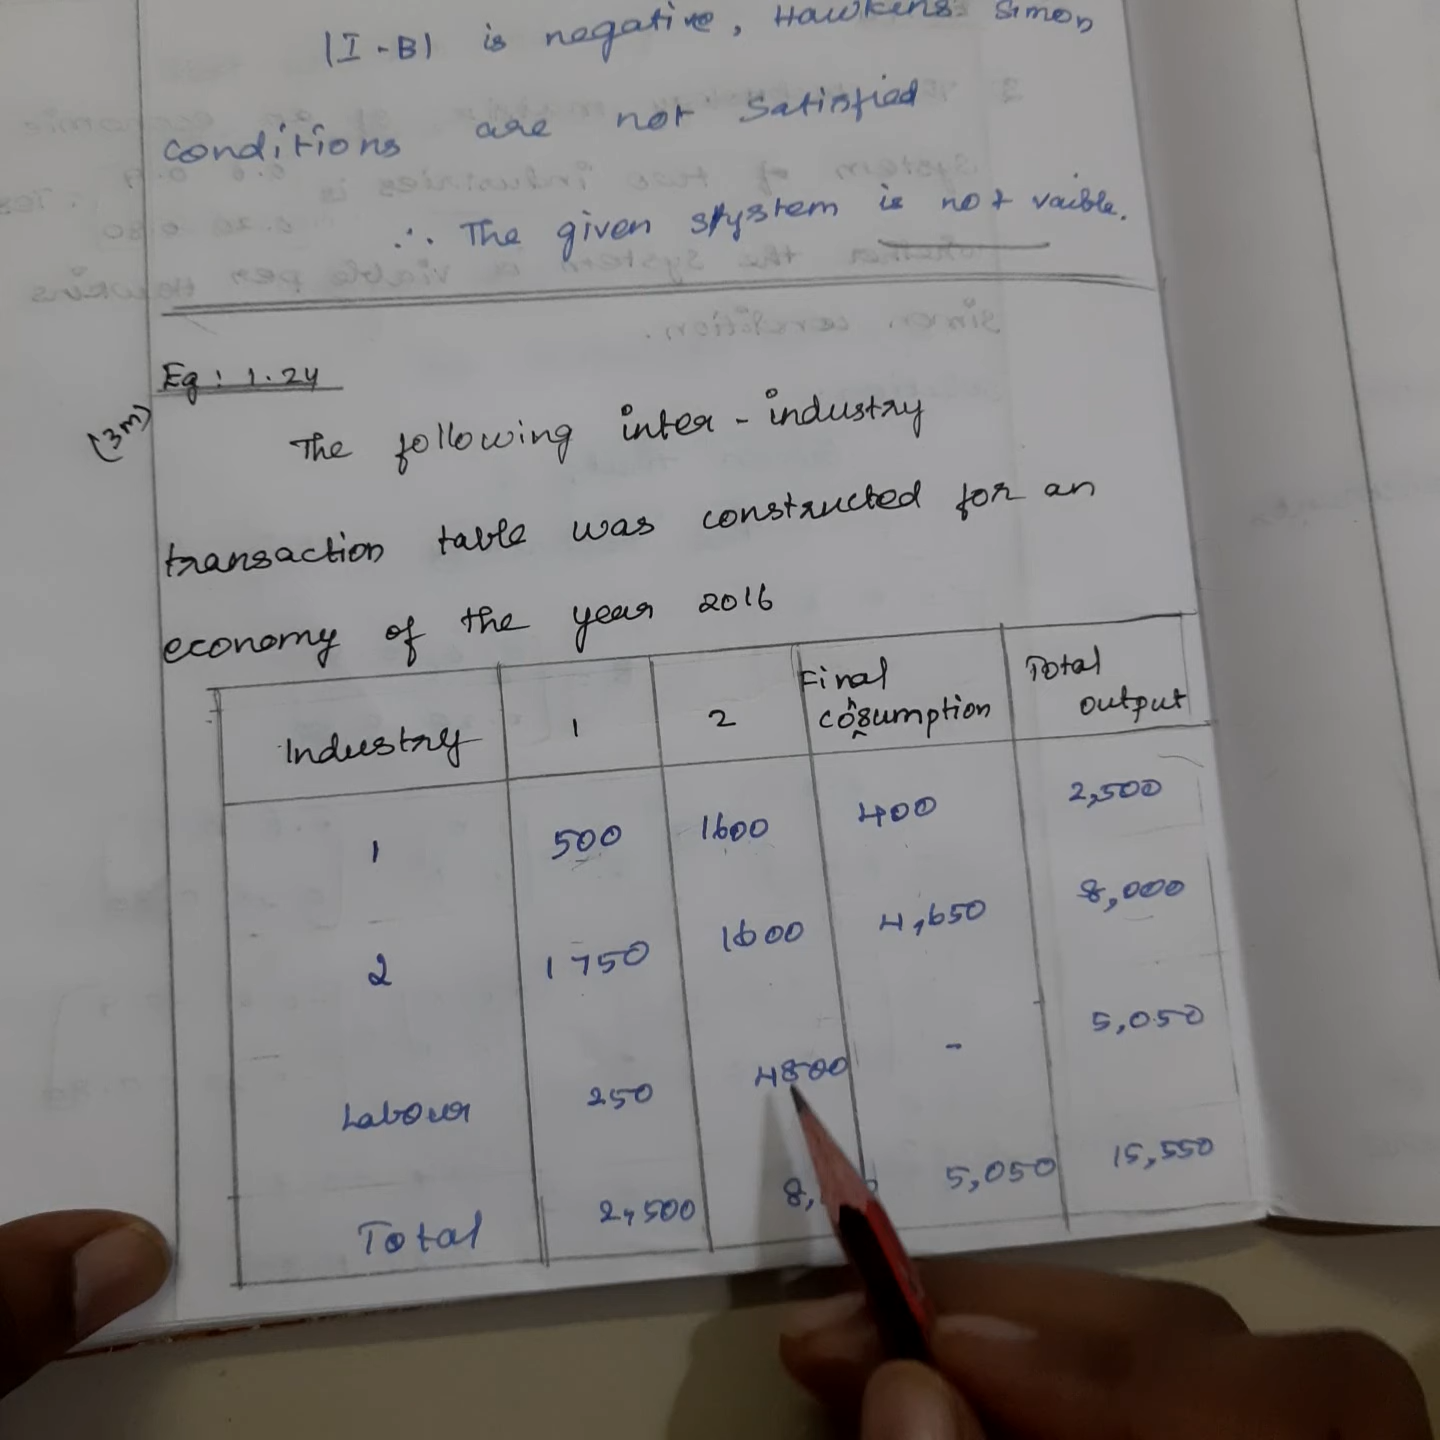 |I-B| is negative, Hawkins Simon
conditions are not Satisfied
∴ The given system is not vaible.
Eg: 1.24
(3m)
The following inter-industry
transaction table was constructed for an
economy of the year 2016
Industry 1 2 Final Consumption Total output
1 500 1600 400 2,500
2 1750 1600 4,650 8,000
Labour 250 4800 - 5,050
Total 2,500 5,050 15,550